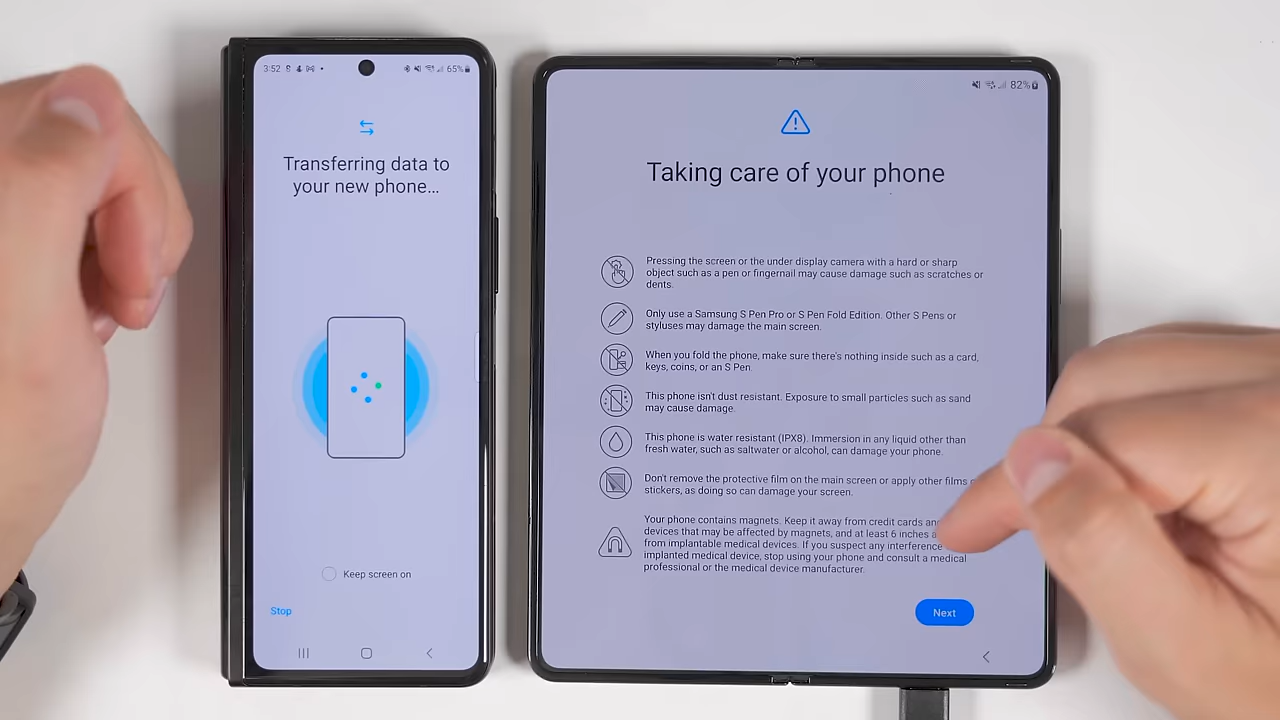 3:52
65%
Transferring data to
your new phone...
Keep screen on
Stop
82%
Taking care of your phone
Pressing the screen or the under display camera with a hard or sharp
object such as a pen or fingernail may cause damage such as scratches or
dents.
Only use a Samsung S Pen Pro or S Pen Fold Edition. Other S Pens or
styluses may damage the main screen.
When you fold the phone, make sure there's nothing inside such as a card,
keys, coins, or an S Pen.
This phone isn't dust resistant. Exposure to small particles such as sand
may cause damage.
This phone is water resistant (IPX8). Immersion in any liquid other than
fresh water, such as saltwater or alcohol, can damage your phone.
Don't remove the protective film on the main screen or apply other films
stickers, as doing so can damage your screen.
Your phone contains magnets. Keep it away from credit cards
devices that may be affected by magnets, and at least 6 inches
from implantable medical devices. If you suspect any interference
implanted medical device, stop using your phone and consult a medical
professional or the medical device manufacturer.
Next